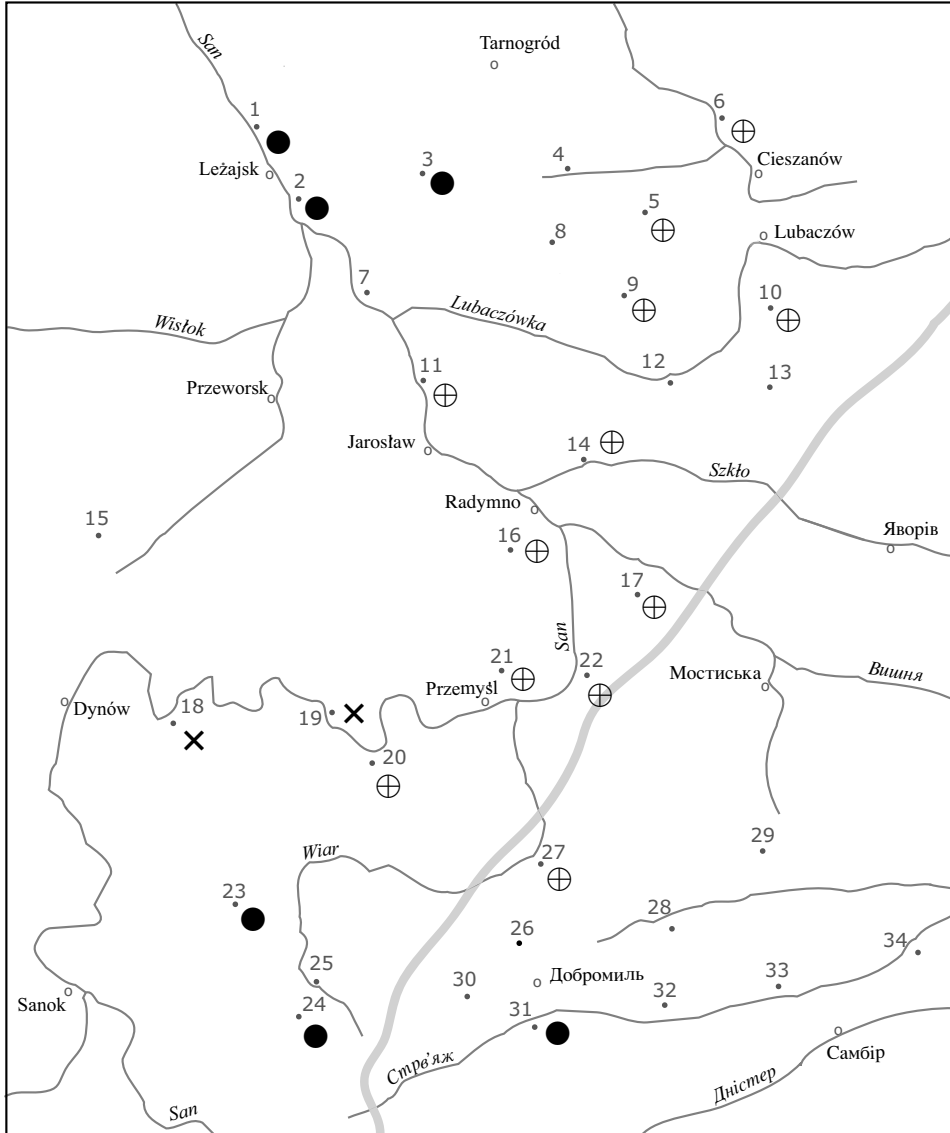 San
Tarnogród
1
6
3
4
Leżajsk
Cieszanów
2
5
8
Lubaczów
7
9
10
Lubaczówka
Wisłok
11
12
13
Przeworsk
Jarosław
14
Szkło
Radymno
15
16
Яворів
17
San
21
22
Мостиська
Вишня
Przemyśl
Dynów
18
19
20
Wiar
27
29
23
28
26
34
25
Добромиль
33
Sanok
30
32
24
31
Самбір
Стрв'яж
Дністер
San